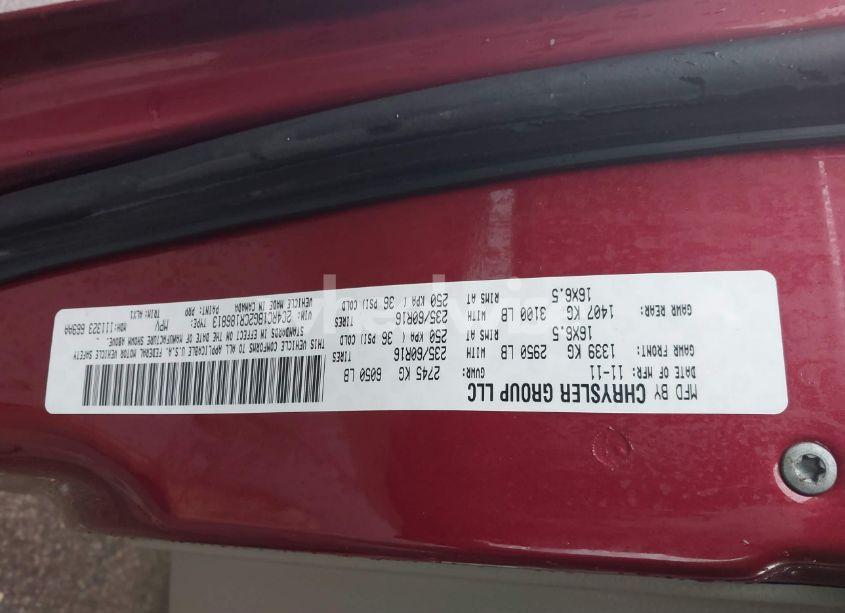 MFD BY CHRYSLER GROUP LLC
DATE OF MFR: 11-11 GVWR: 2745 KG 6050 LB
GAWR FRONT: 1339 KG 2950 LB WITH 235/60R16 TIRES
16X6.5 RIMS AT 250 KPA ( 36 PSI) COLD
GAWR REAR: 1407 KG 3100 LB WITH 235/60R16
16X6.5 RIMS AT 250 KPA ( 36 PSI) COLD
THIS VEHICLE CONFORMS TO ALL APPLICABLE U.S.A. FEDERAL MOTOR VEHICLE SAFETY
STANDARDS IN EFFECT ON THE DATE OF MANUFACTURE SHOWN ABOVE.
VIN: 2C4RC1BG2CR186813 TYPE: MPV MDH:111323 669AA
VEHICLE MADE IN CANADA PAINT: PRP TRIM:ALX1